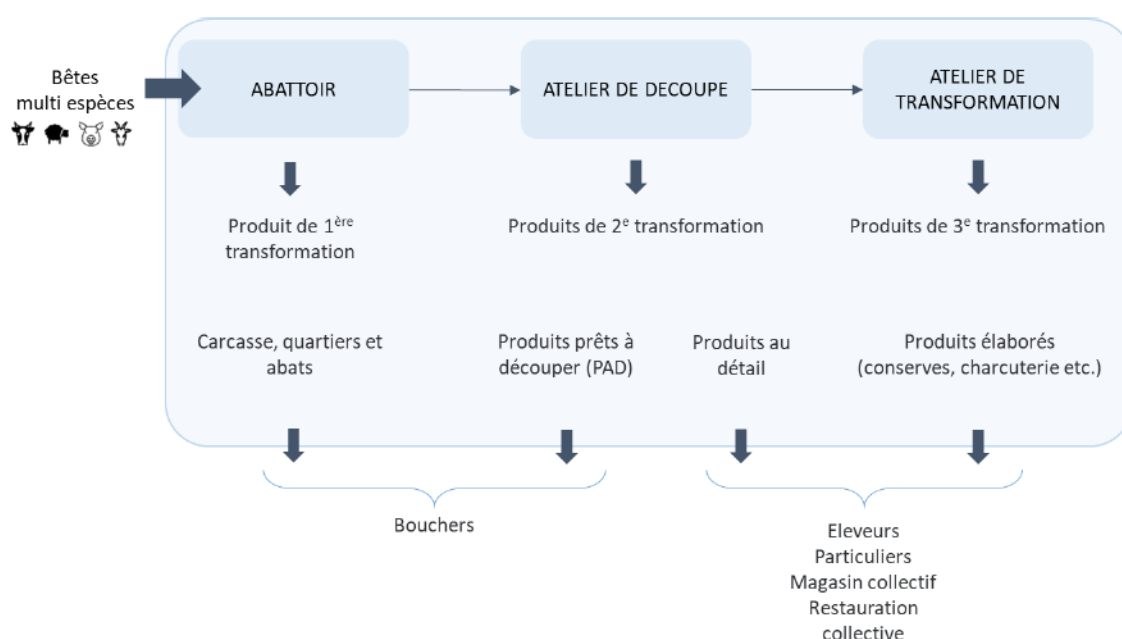 Bêtes
multi espèces
ABATTOIR
ATELIER DE DECOUPE
ATELIER DE
TRANSFORMATION
Produit de 1ère
transformation
Produits de 2e transformation
Produits de 3e transformation
Carcasse, quartiers et
abats
Produits prêts à
découper (PAD)
Produits au
détail
Produits élaborés
(conserves, charcuterie etc.)
Bouchers
Eleveurs
Particuliers
Magasin collectif
Restauration
collective